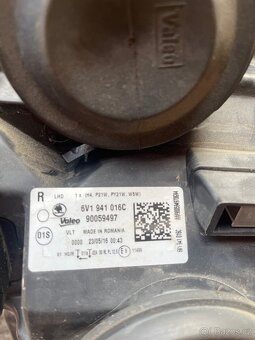 Valeo
R LHD 1 x (H4, P21W, PY21W, W5W)
6V1 941 016C
Valeo 90059497
01S VLT MADE IN ROMANIA
0000 23/05/16 00:43